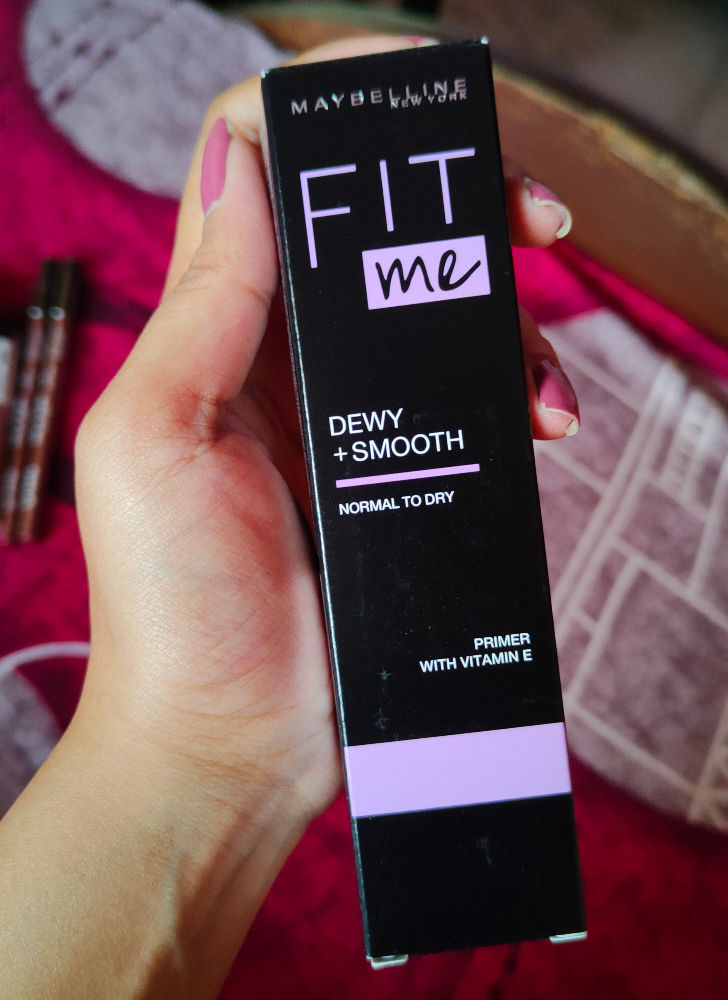 MAYBELLINE
NEW YORK
FIT
me
DEWY
+SMOOTH
NORMAL TO DRY
PRIMER
WITH VITAMIN E